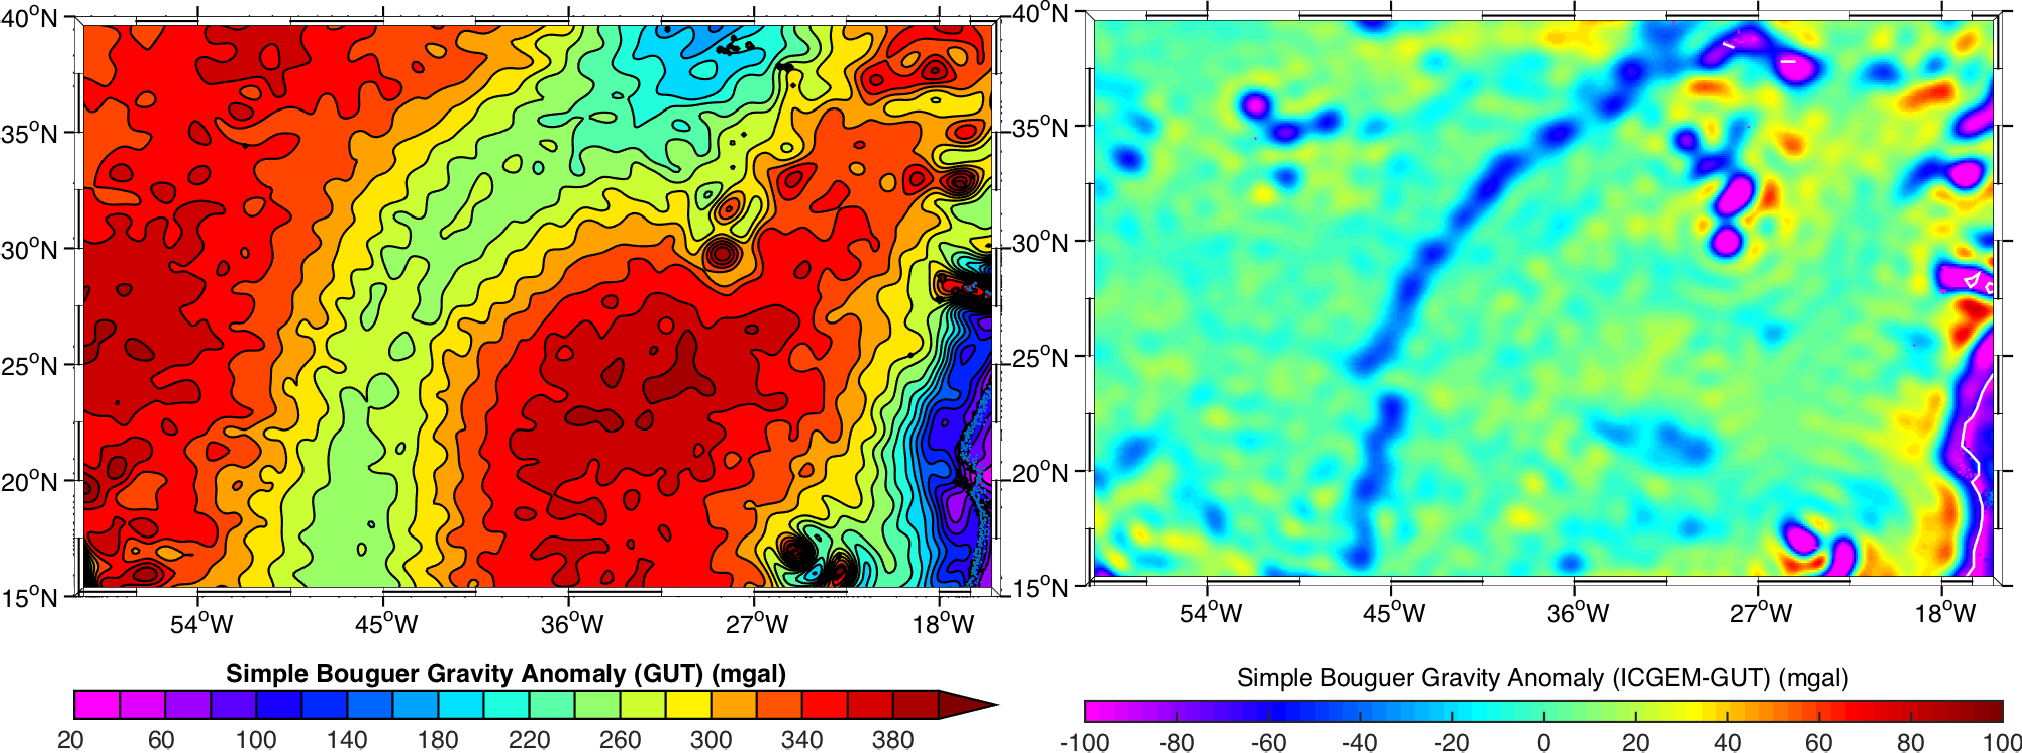 40°N
35°N
30°N
25°N
20°N
15°N
54°W 45°W 36°W 27°W 18°W
Simple Bouguer Gravity Anomaly (GUT) (mgal)
20 60 100 140 180 220 260 300 340 380
40°N
35°N
30°N
25°N
20°N
15°N
54°W 45°W 36°W 27°W 18°W
Simple Bouguer Gravity Anomaly (ICGEM-GUT) (mgal)
-100 -80 -60 -40 -20 0 20 40 60 80 100